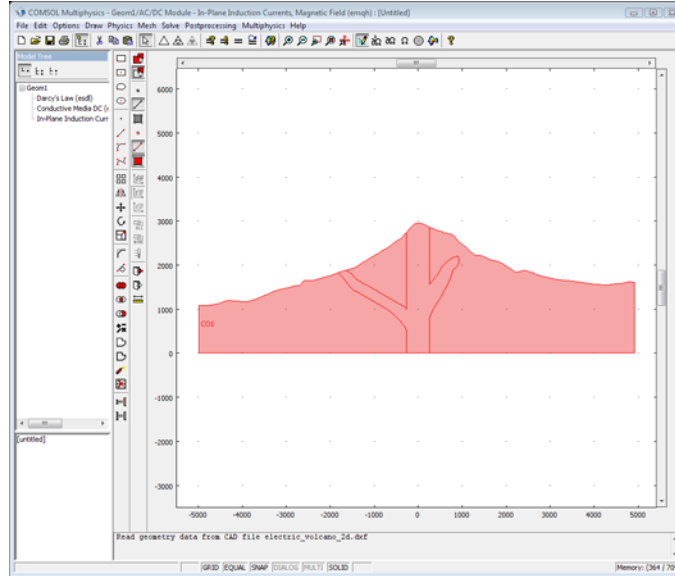 COMSOL Multiphysics - Geom1/AC/DC Module - In-Plane Induction Currents, Magnetic Field (emqh) : [Untitled]
File Edit Options Draw Physics Mesh Solve Postprocessing Multiphysics Help
Model Tree
Geom1
Darcy's Law (esdl)
Conductive Media DC (
In-Plane Induction Curr
6000
5000
4000
3000
2000
1000
0
-1000
-2000
-3000
CO1
-5000 -4000 -3000 -2000 -1000 0 1000 2000 3000 4000 5000
[untitled]
Read geometry data from CAD file electric_volcano_2d.dxf
GRID EQUAL SNAP DIALOG MULTI SOLID
Memory: (364 / 70